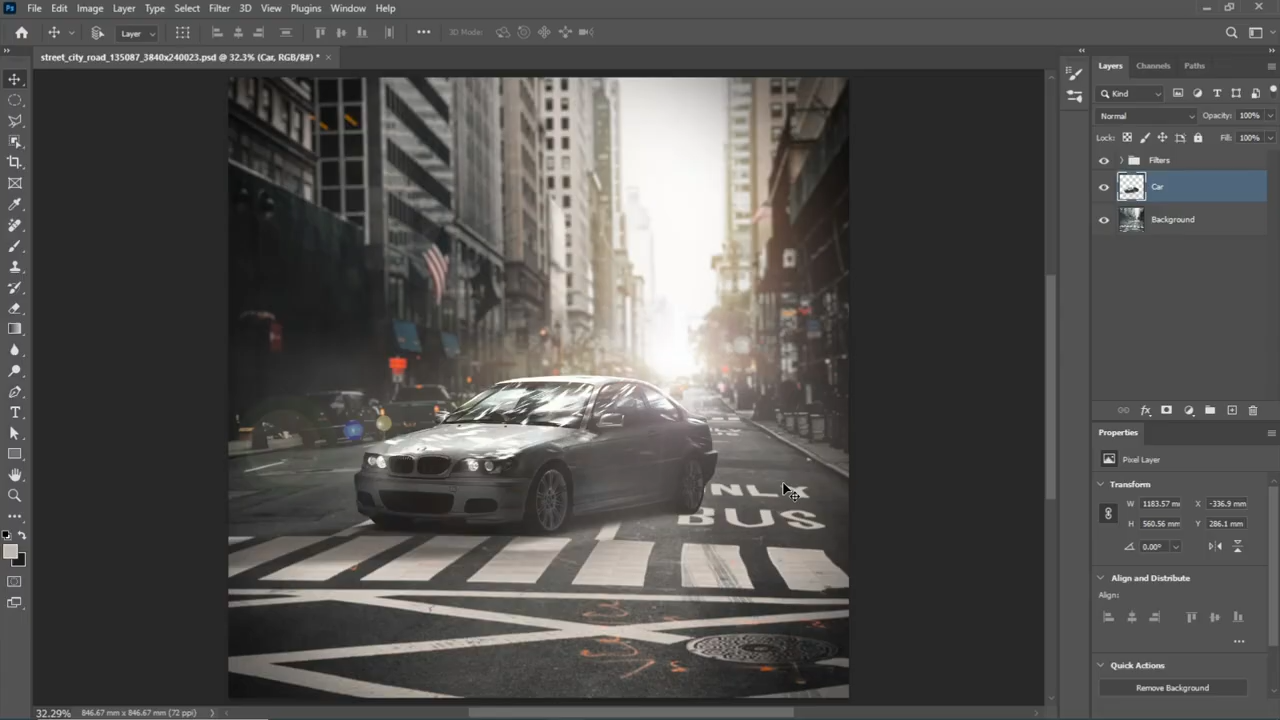 File Edit Image Layer Type Select Filter 3D View Plugins Window Help
Layer
3D Mode:
street_city_road_135087_3840x240023.psd @ 32.3% (Car, RGB/8#) *
Layers Channels Paths
Kind
Normal Opacity: 100%
Lock: Fill: 100%
Filters
Car
Background
Properties
Pixel Layer
Transform
W 1183.57 mm X -336.9 mm
H 560.56 mm Y 286.1 mm
0.00°
Align and Distribute
Align:
Quick Actions
Remove Background
BUS
32.29% 846.67 mm x 846.67 mm (72 ppi)